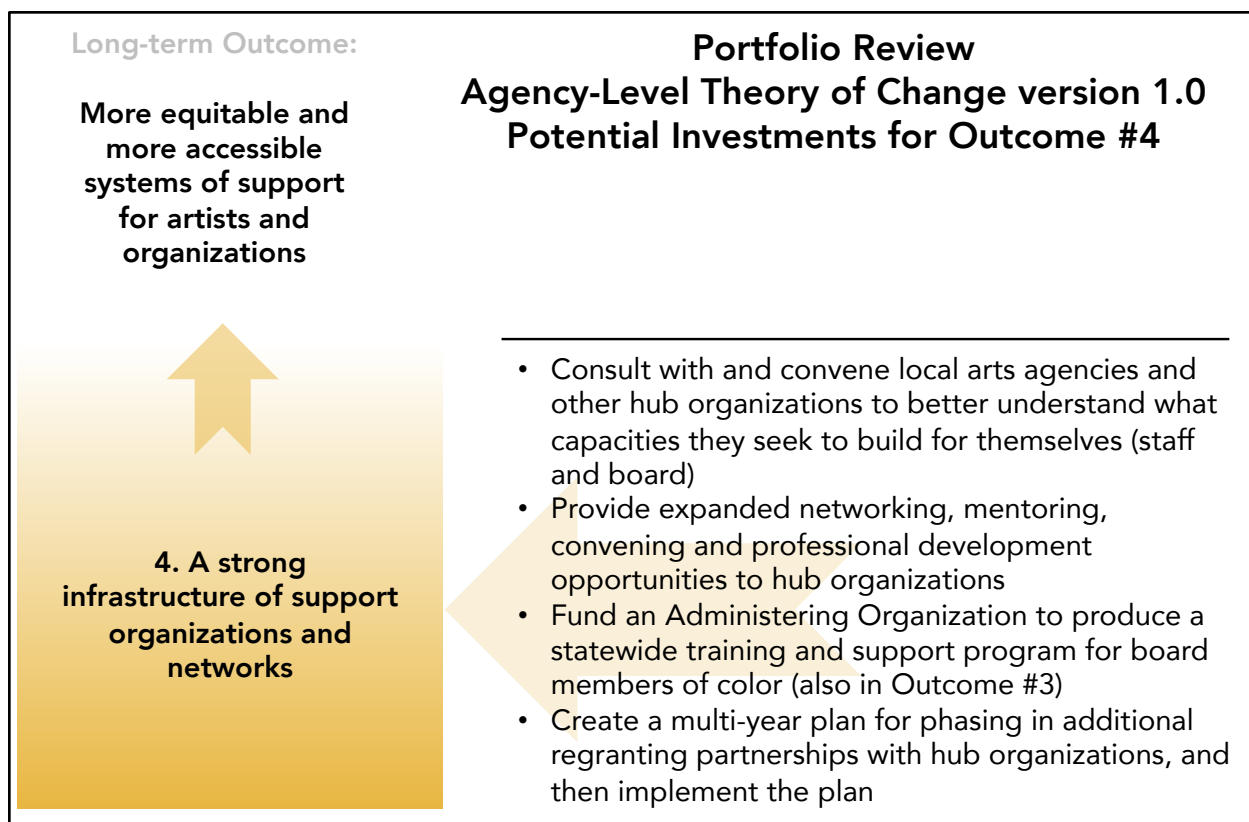 Long-term Outcome:
More equitable and
more accessible
systems of support
for artists and
organizations
Portfolio Review
Agency-Level Theory of Change version 1.0
Potential Investments for Outcome #4
4. A strong
infrastructure of support
organizations and
networks
• Consult with and convene local arts agencies and
other hub organizations to better understand what
capacities they seek to build for themselves (staff
and board)
• Provide expanded networking, mentoring,
convening and professional development
opportunities to hub organizations
• Fund an Administering Organization to produce a
statewide training and support program for board
members of color (also in Outcome #3)
• Create a multi-year plan for phasing in additional
regranting partnerships with hub organizations, and
then implement the plan